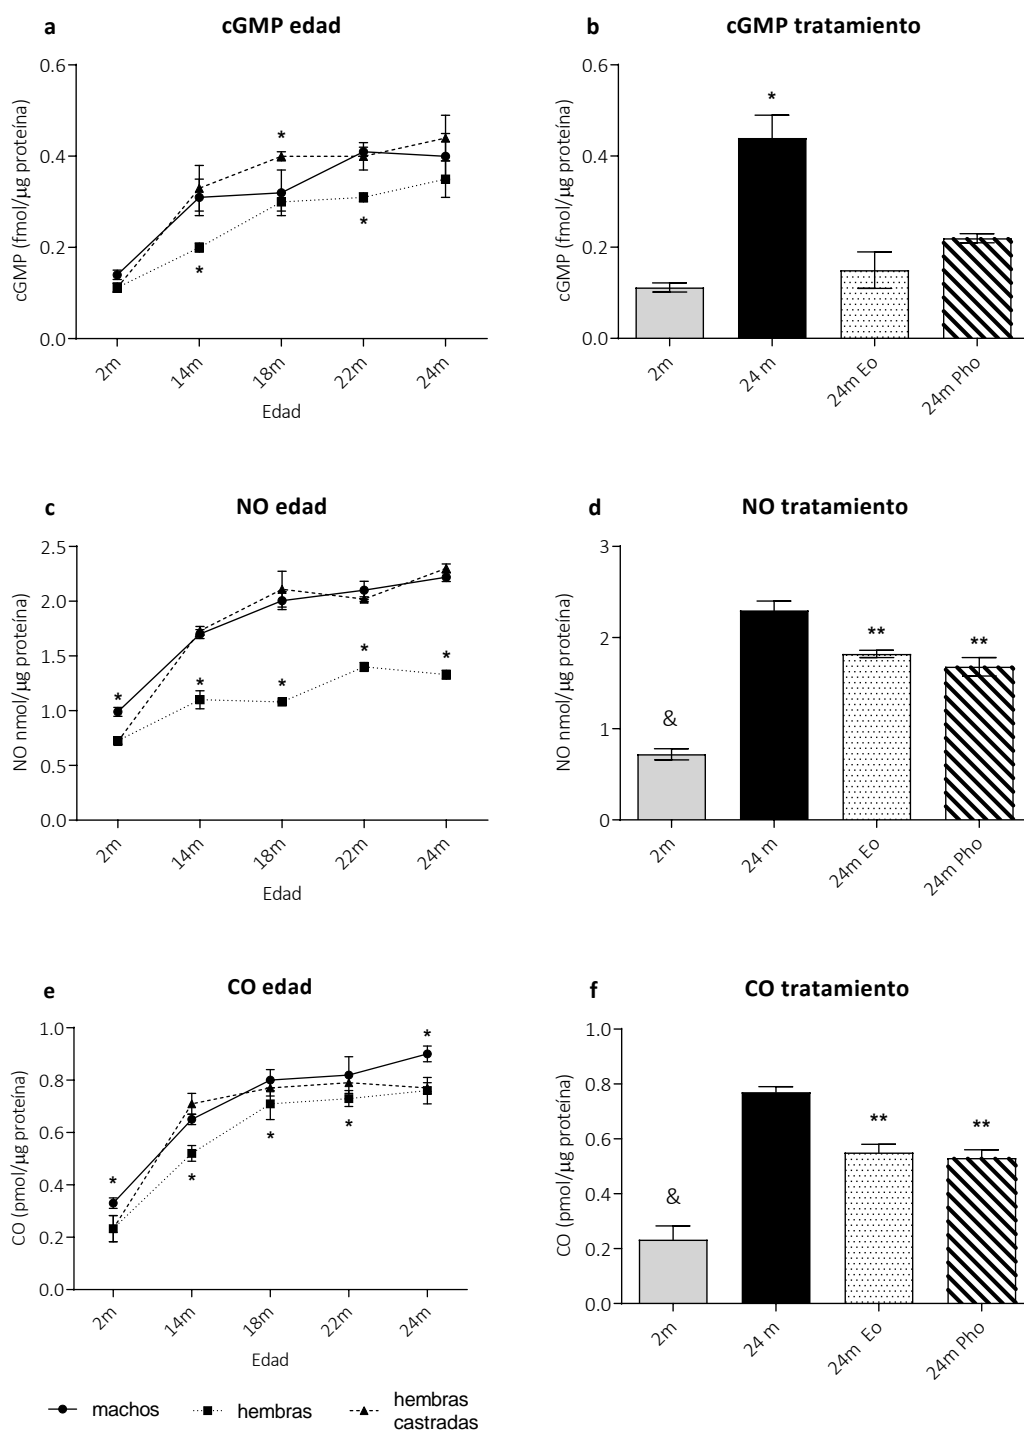 a
cGMP edad
cGMP (fmol/µg proteína)
0.6
0.4
0.2
0.0
*
*
*
2m
14m
18m
22m
24m
Edad
b
cGMP tratamiento
cGMP (fmol/µg proteína)
0.6
0.4
0.2
0.0
*
2m
24 m
24m Eo
24m Pho
c
NO edad
NO nmol/µg proteína)
2.5
2.0
1.5
1.0
0.5
0.0
*
*
*
*
*
2m
14m
18m
22m
24m
Edad
d
NO tratamiento
NO nmol/µg proteína)
3
2
1
0
&
**
**
2m
24 m
24m Eo
24m Pho
e
CO edad
CO (pmol/µg proteína)
1.0
0.8
0.6
0.4
0.2
0.0
*
*
*
*
*
2m
14m
18m
22m
24m
Edad
f
CO tratamiento
CO (pmol/µg proteína)
1.0
0.8
0.6
0.4
0.2
0.0
&
**
**
2m
24 m
24m Eo
24m Pho
machos
hembras
hembras
castradas